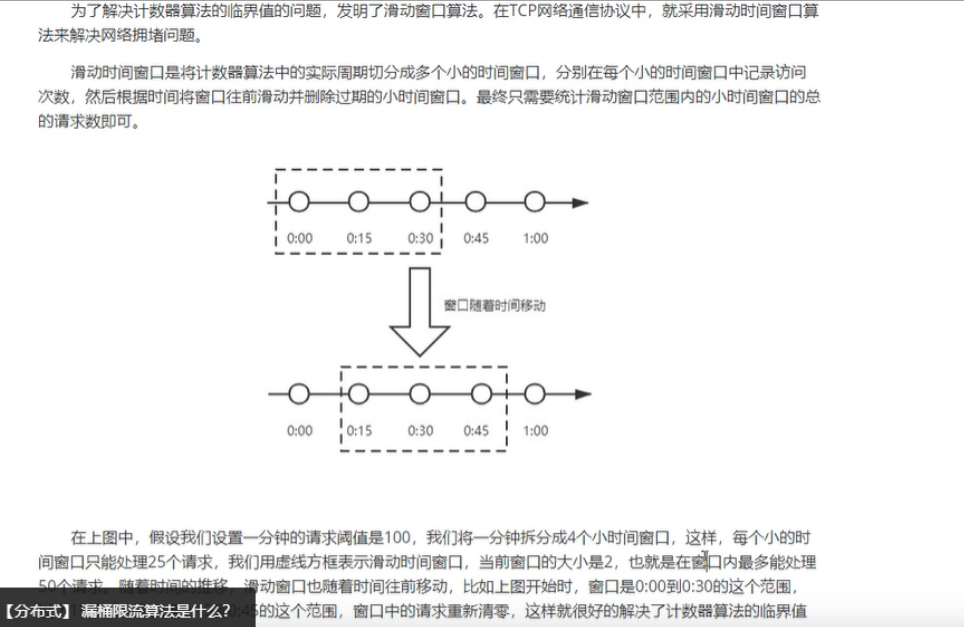 为了解决计数器算法的临界值的问题，发明了滑动窗口算法。在TCP网络通信协议中，就采用滑动时间窗口算
法来解决网络拥堵问题。
滑动时间窗口是将计数器算法中的实际周期切分成多个小的时间窗口，分别在每个小的时间窗口中记录访问
次数，然后根据时间将窗口往前滑动并删除过期的小时间窗口。最终只需要统计滑动窗口范围内的小时间窗口的总
的请求数即可。
0:00 0:15 0:30 0:45 1:00
窗口随着时间移动
0:00 0:15 0:30 0:45 1:00
在上图中，假设我们设置一分钟的请求阈值是100，我们将一分钟拆分成4个小时间窗口，这样，每个小的时
间窗口只能处理25个请求，我们用虚线方框表示滑动时间窗口，当前窗口的大小是2，也就是在窗口内最多能处理
50个请求。随着时间的推移，滑动窗口也随着时间往前移动，比如上图开始时，窗口是0:00到0:30的这个范围，
:45的这个范围，窗口中的请求重新清零，这样就很好的解决了计数器算法的临界值
【分布式】 漏桶限流算法是什么？